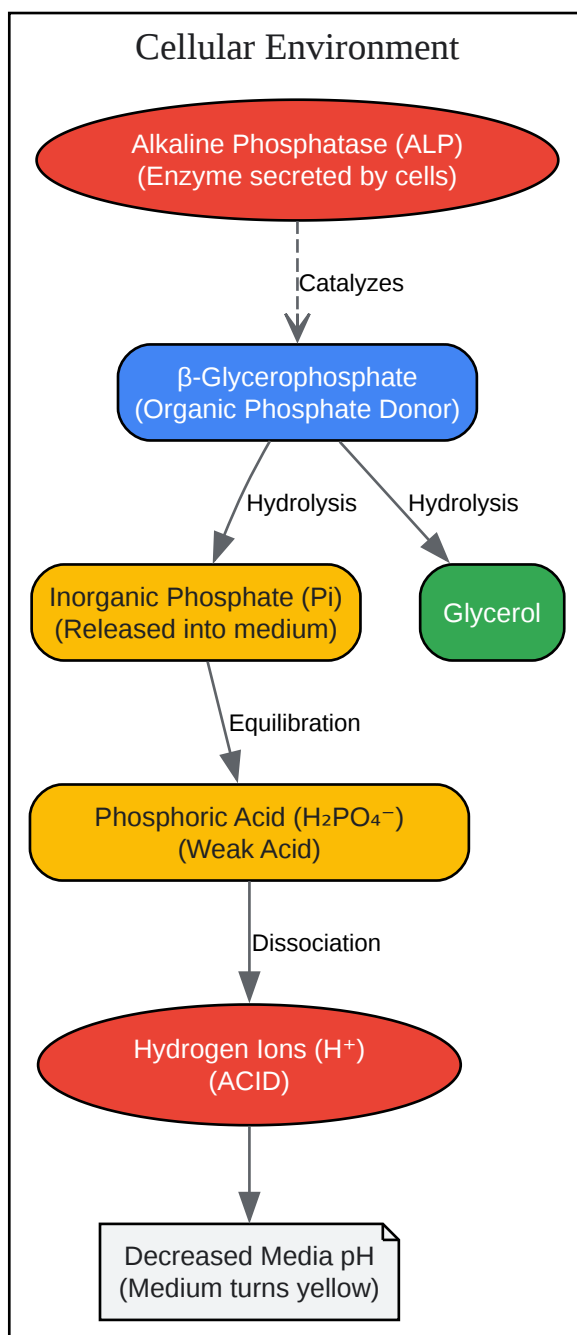 Cellular Environment
Alkaline Phosphatase (ALP)
(Enzyme secreted by cells)
Catalyzes
β-Glycerophosphate
(Organic Phosphate Donor)
Hydrolysis
Hydrolysis
Inorganic Phosphate (Pi)
(Released into medium)
Glycerol
Equilibration
Phosphoric Acid (H₂PO₄⁻)
(Weak Acid)
Dissociation
Hydrogen Ions (H⁺)
(ACID)
Decreased Media pH
(Medium turns yellow)